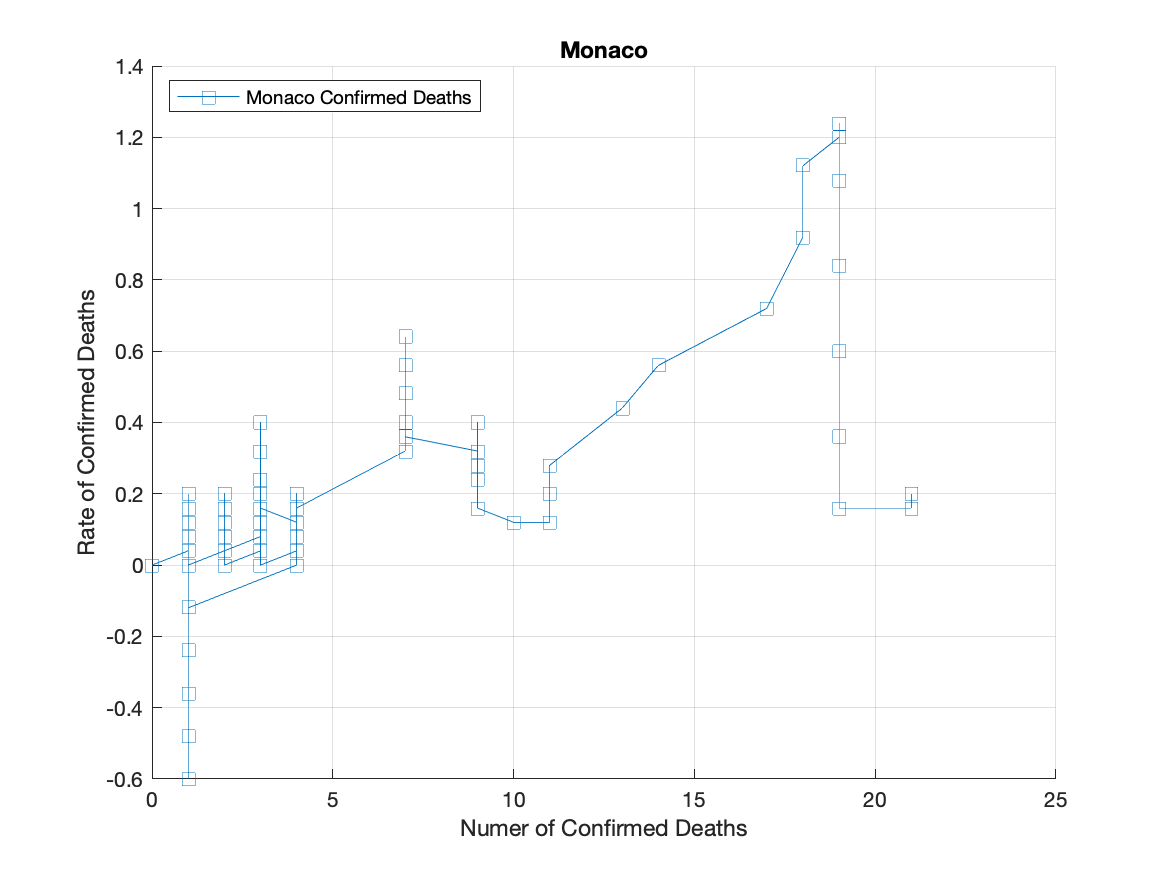 Monaco
1.4
Monaco Confirmed Deaths
1.2
1
0.8
0.6
0.4
0.2
0
-0.2
-0.4
-0.6
Rate of Confirmed Deaths
0 5 10 15 20 25
Numer of Confirmed Deaths